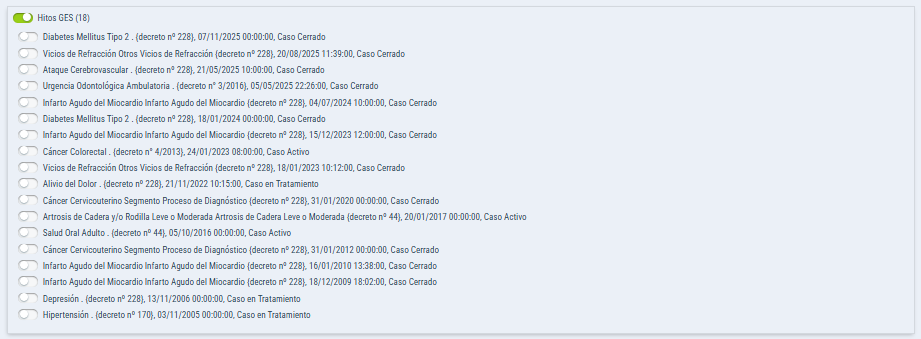 Hitos GES (18)
Diabetes Mellitus Tipo 2 . {decreto nº 228}, 07/11/2025 00:00:00, Caso Cerrado
Vicios de Refracción Otros Vicios de Refracción {decreto nº 228}, 20/08/2025 11:39:00, Caso Cerrado
Ataque Cerebrovascular . {decreto nº 228}, 21/05/2025 10:00:00, Caso Cerrado
Urgencia Odontológica Ambulatoria . {decreto n° 3/2016}, 05/05/2025 22:26:00, Caso Cerrado
Infarto Agudo del Miocardio Infarto Agudo del Miocardio {decreto nº 228}, 04/07/2024 10:00:00, Caso Cerrado
Diabetes Mellitus Tipo 2 . {decreto nº 228}, 18/01/2024 00:00:00, Caso Cerrado
Infarto Agudo del Miocardio Infarto Agudo del Miocardio {decreto nº 228}, 15/12/2023 12:00:00, Caso Cerrado
Cáncer Colorectal . {decreto n° 4/2013}, 24/01/2023 08:00:00, Caso Activo
Vicios de Refracción Otros Vicios de Refracción {decreto nº 228}, 18/01/2023 10:12:00, Caso Cerrado
Alivio del Dolor . {decreto nº 228}, 21/11/2022 10:15:00, Caso en Tratamiento
Cáncer Cervicouterino Segmento Proceso de Diagnóstico {decreto nº 228}, 31/01/2020 00:00:00, Caso Cerrado
Artrosis de Cadera y/o Rodilla Leve o Moderada Artrosis de Cadera Leve o Moderada {decreto nº 44}, 20/01/2017 00:00:00, Caso Activo
Salud Oral Adulto . {decreto nº 44}, 05/10/2016 00:00:00, Caso Activo
Cáncer Cervicouterino Segmento Proceso de Diagnóstico {decreto nº 228}, 31/01/2012 00:00:00, Caso Cerrado
Infarto Agudo del Miocardio Infarto Agudo del Miocardio {decreto nº 228}, 16/01/2010 13:38:00, Caso Cerrado
Infarto Agudo del Miocardio Infarto Agudo del Miocardio {decreto nº 228}, 18/12/2009 18:02:00, Caso Cerrado
Depresión . {decreto nº 228}, 13/11/2006 00:00:00, Caso en Tratamiento
Hipertensión . {decreto nº 170}, 03/11/2005 00:00:00, Caso en Tratamiento